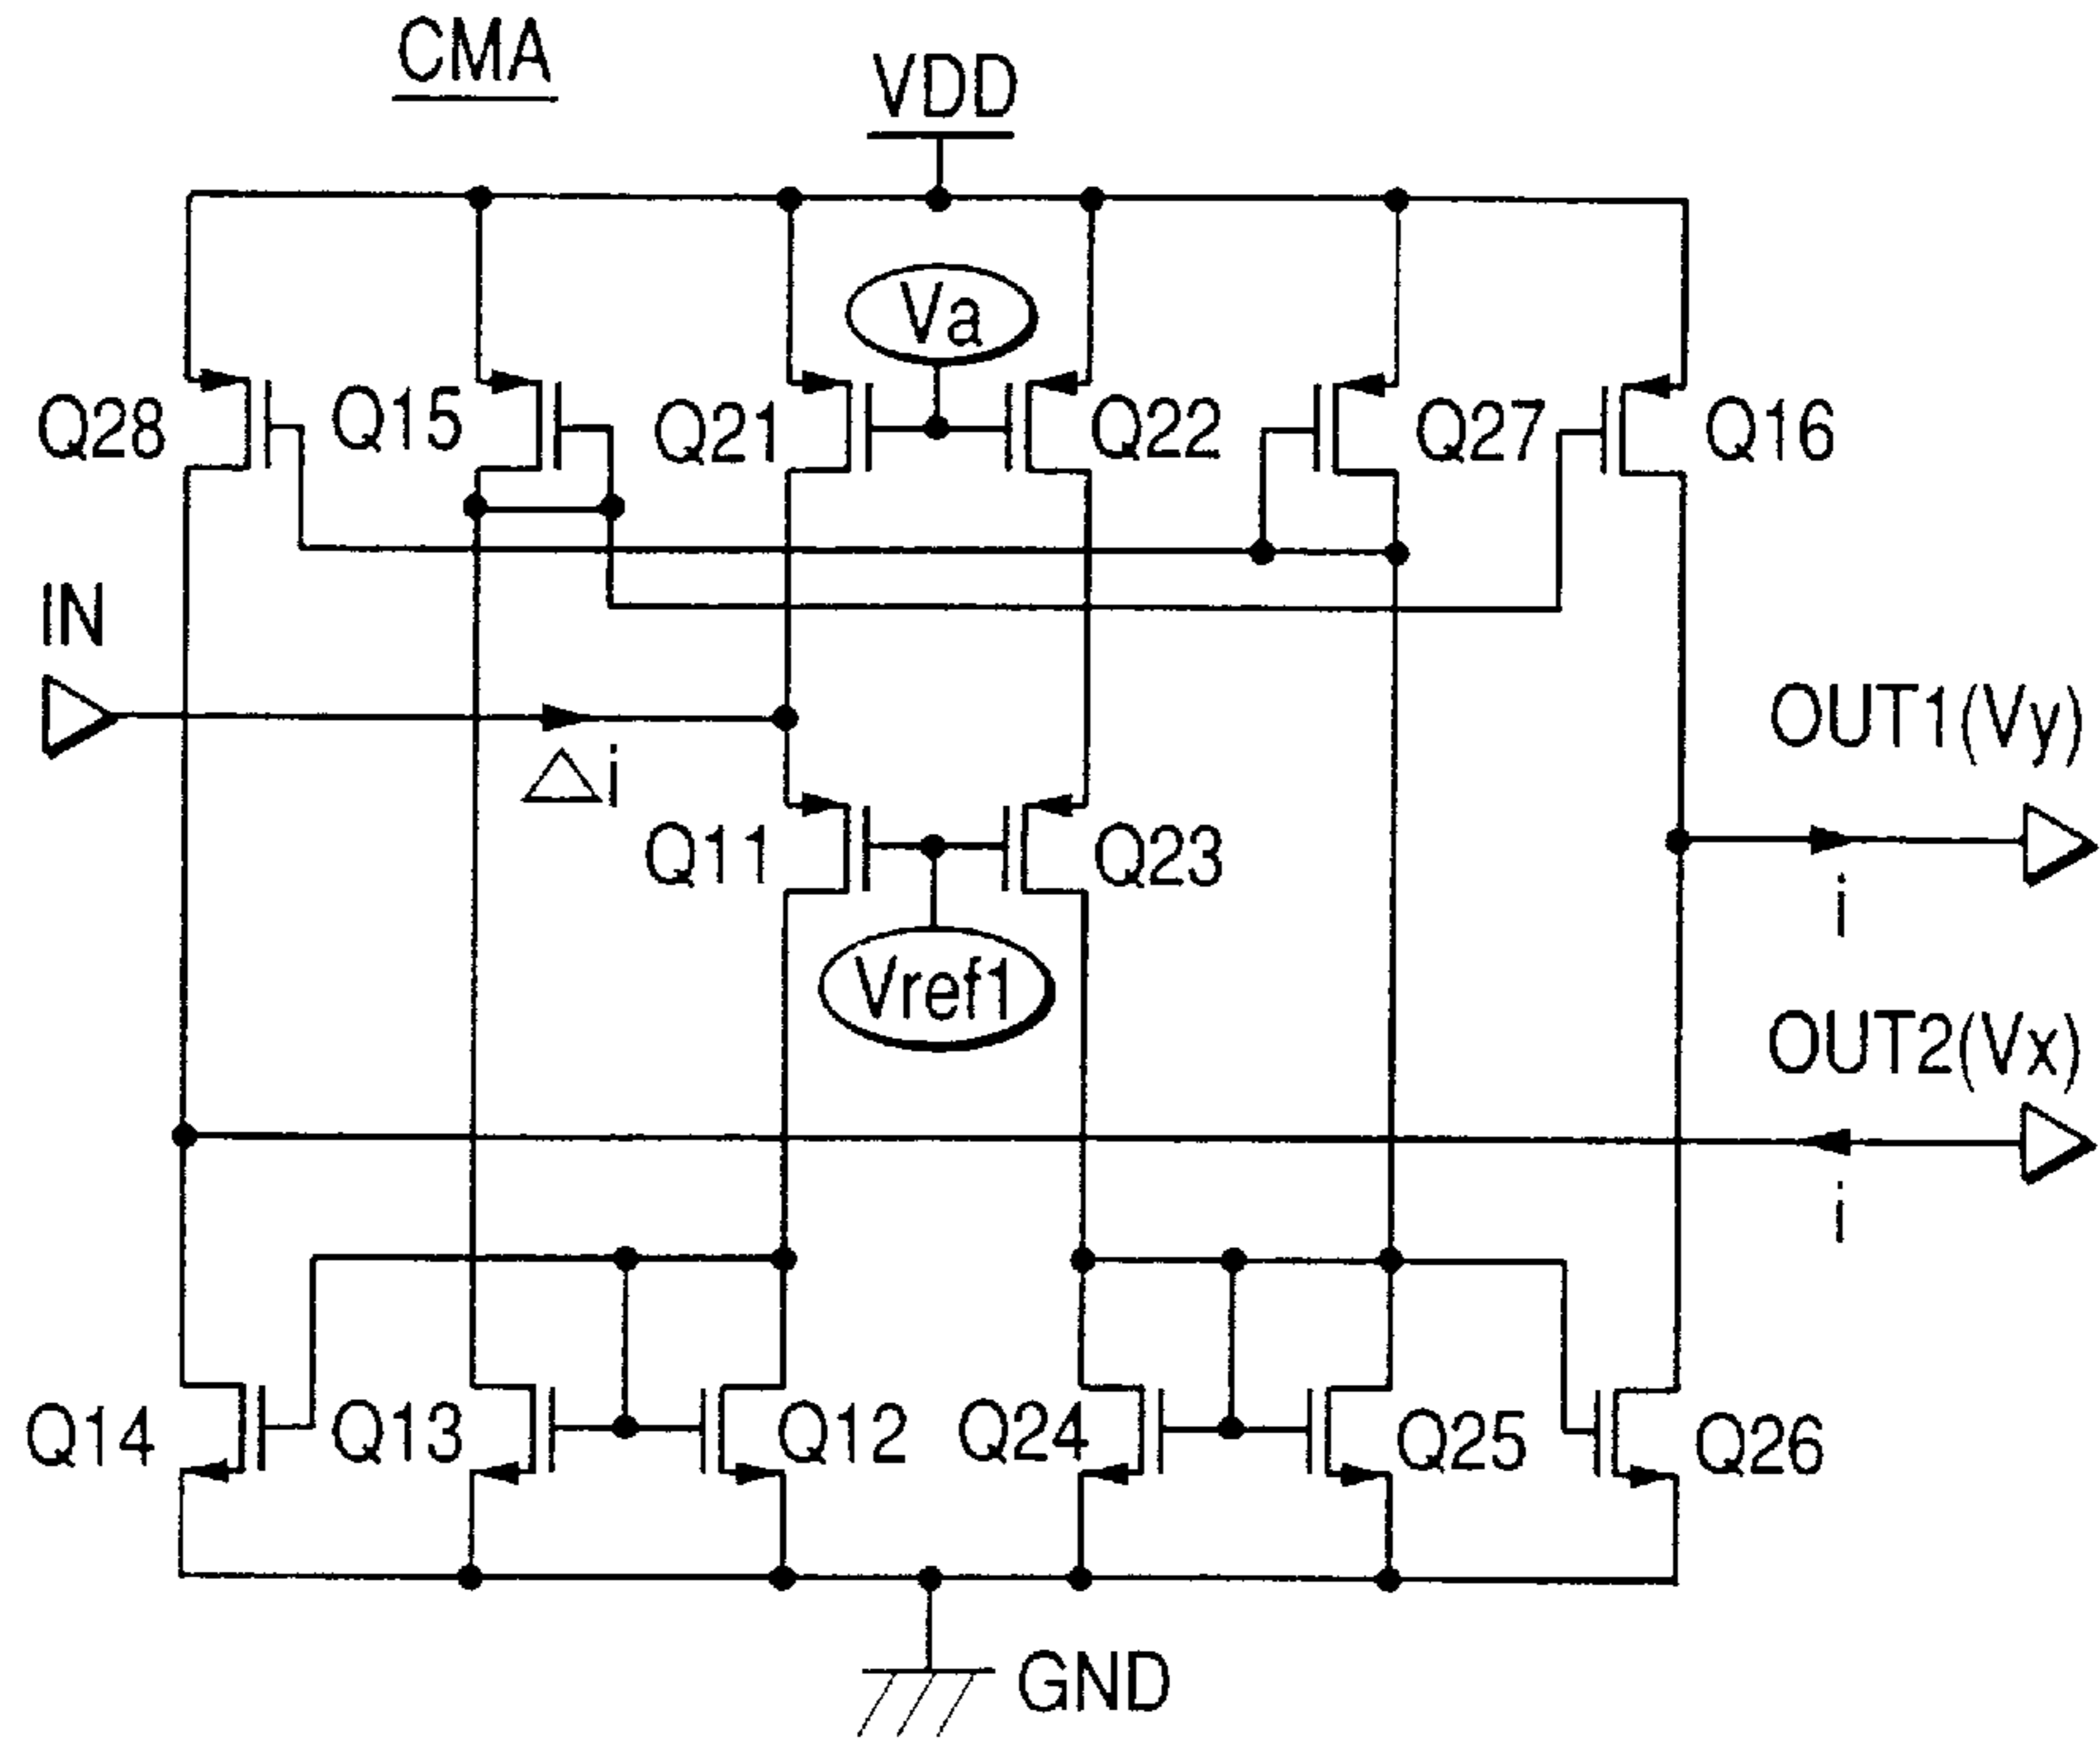 CMA
VDD
Va
Q28
Q15
Q21
Q22
Q27
Q16
IN
Δi
OUT1(Vy)
i
Q11
Q23
Vref1
OUT2(Vx)
i
Q14
Q13
Q12
Q24
Q25
Q26
GND